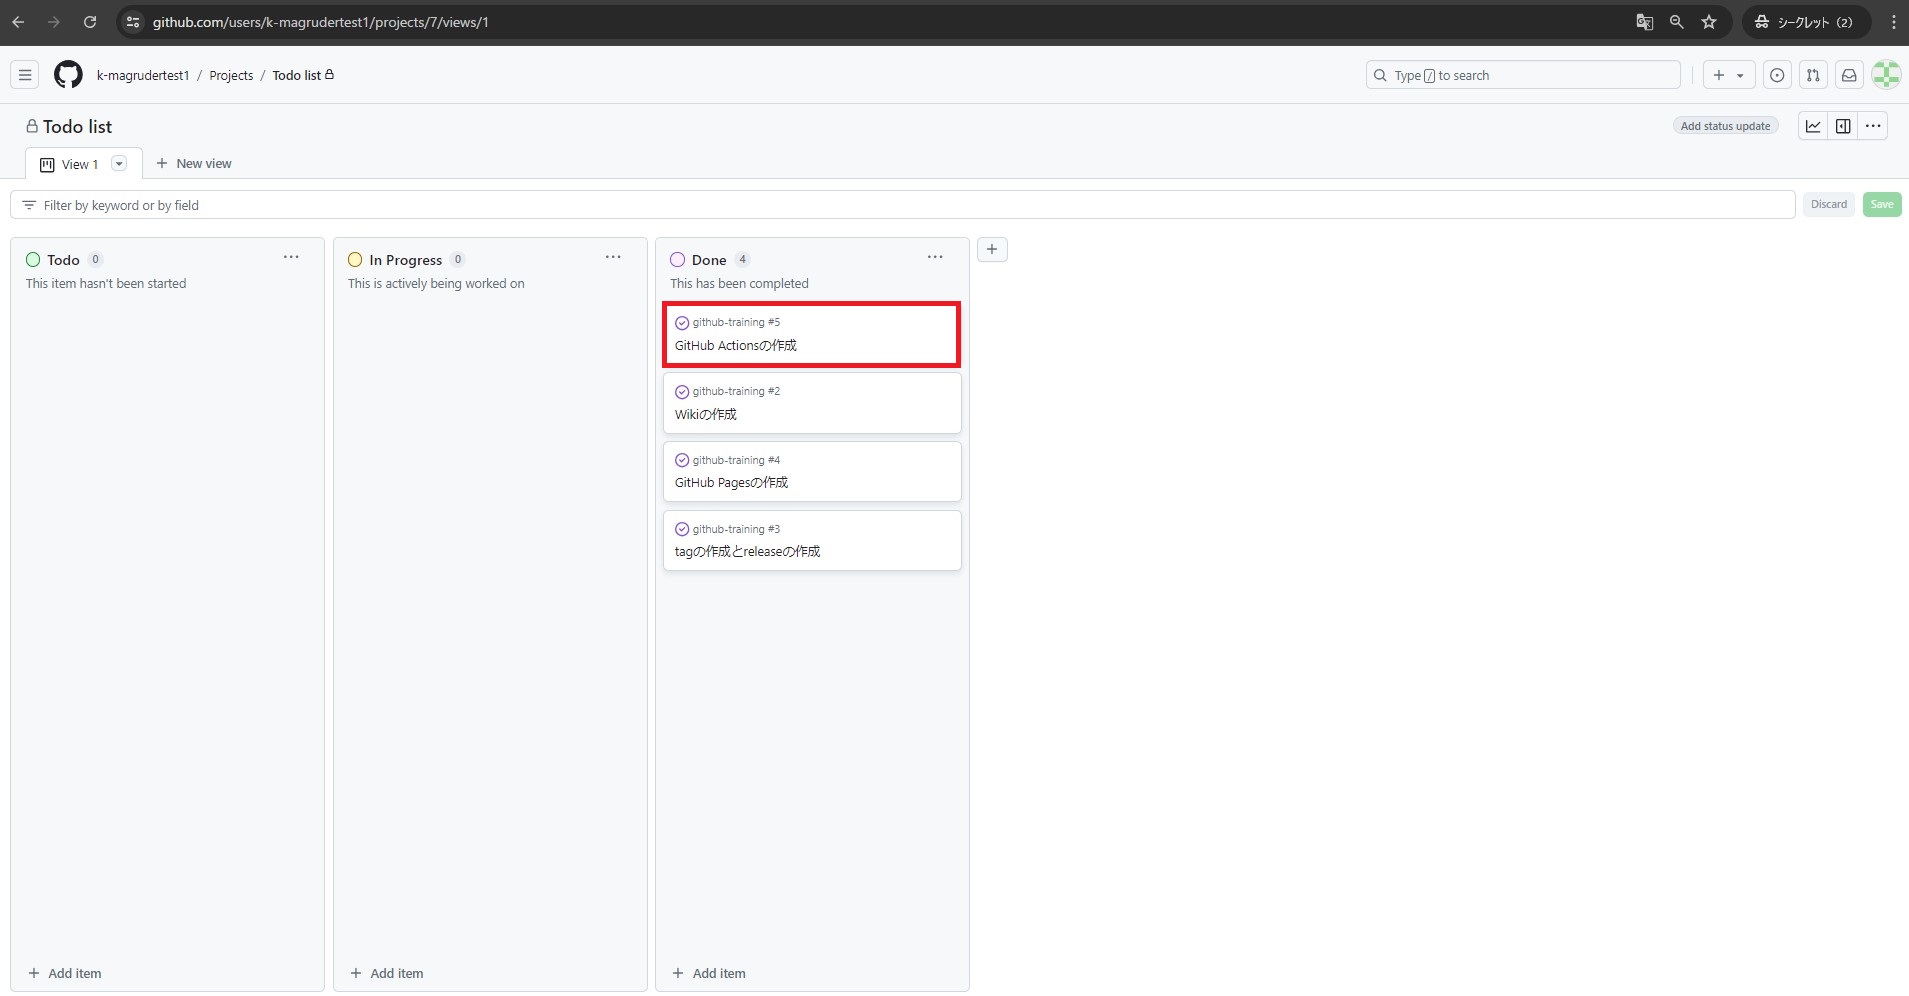 github.com/users/k-magrudertest1/projects/7/views/1
シークレット (2)
k-magrudertest1 / Projects / Todo list
Type / to search
Todo list
Add status update
View 1
New view
Filter by keyword or by field
Discard
Save
Todo 0
This item hasn't been started
In Progress 0
This is actively being worked on
Done 4
This has been completed
github-training #5
GitHub Actionsの作成
github-training #2
Wikiの作成
github-training #4
GitHub Pagesの作成
github-training #3
tagの作成とreleaseの作成
Add item
Add item
Add item